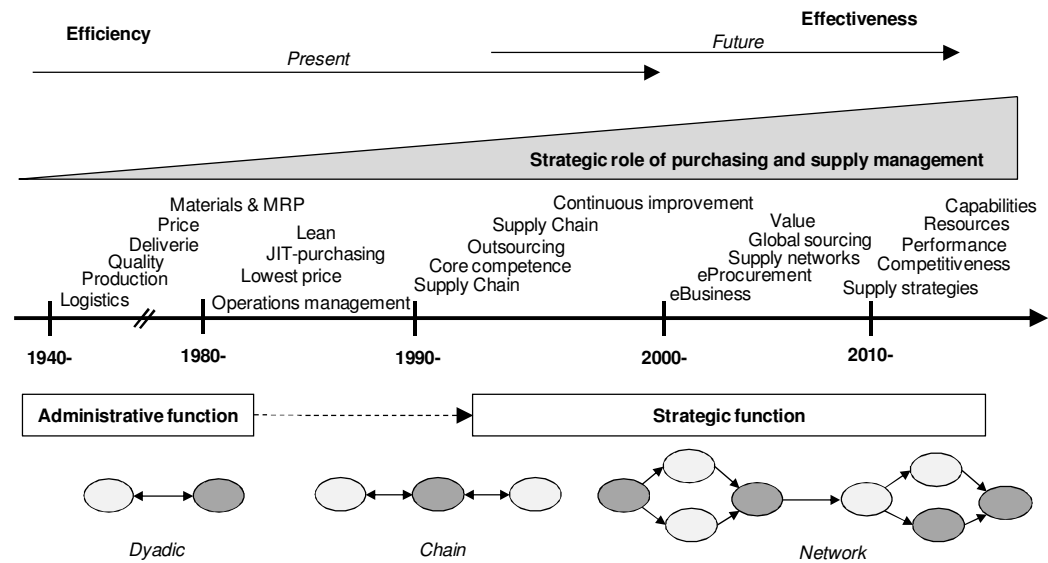 Efficiency
Effectiveness
Present
Future
Strategic role of purchasing and supply management
Materials & MRP
Price
Deliverie
Quality
Production
Logistics
Lean
JIT-purchasing
Lowest price
Operations management
Continuous improvement
Supply Chain
Outsourcing
Core competence
Supply Chain
Value
Global sourcing
Supply networks
eProcurement
eBusiness
Capabilities
Resources
Performance
Competitiveness
Supply strategies
1940-
1980-
1990-
2000-
2010-
Administrative function
Strategic function
Dyadic
Chain
Network